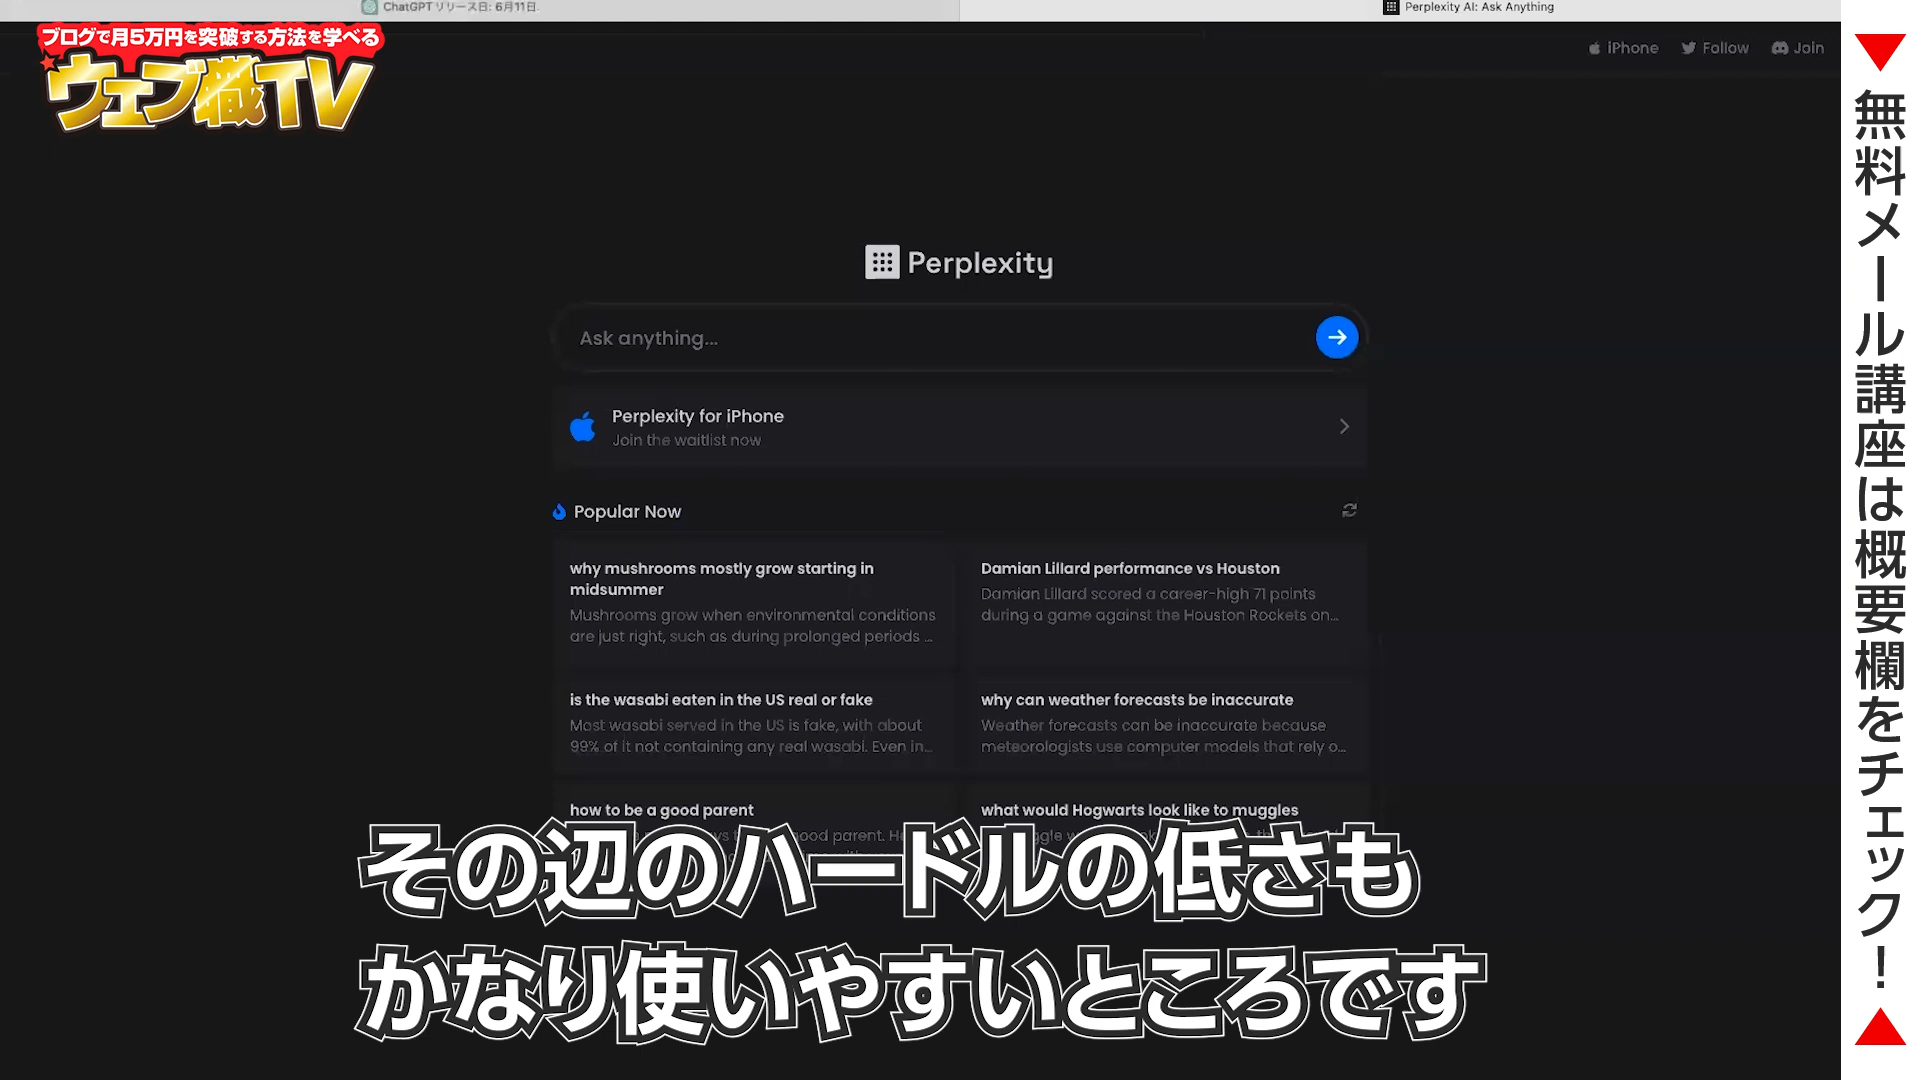 ChatGPT リリース日: 6月11日.
Perplexity AI: Ask Anything
ブログで月5万円を突破する方法を学べる
ウェブ職TV
iPhone
Follow
Join
Perplexity
Ask anything...
Perplexity for iPhone
Join the waitlist now
Popular Now
why mushrooms mostly grow starting in
midsummer
Mushrooms grow when environmental conditions
are just right, such as during prolonged periods ...
Damian Lillard performance vs Houston
Damian Lillard scored a career-high 71 points
during a game against the Houston Rockets on...
is the wasabi eaten in the US real or fake
Most wasabi served in the US is fake, with about
99% of it not containing any real wasabi. Even in...
why can weather forecasts be inaccurate
Weather forecasts can be inaccurate because
meteorologists use computer models that rely o...
how to be a good parent
good parent.
what would Hogwarts look like to muggles
その辺のハードルの低さも
かなり使いやすいところです
▼無料メール講座は概要欄をチェック！▲